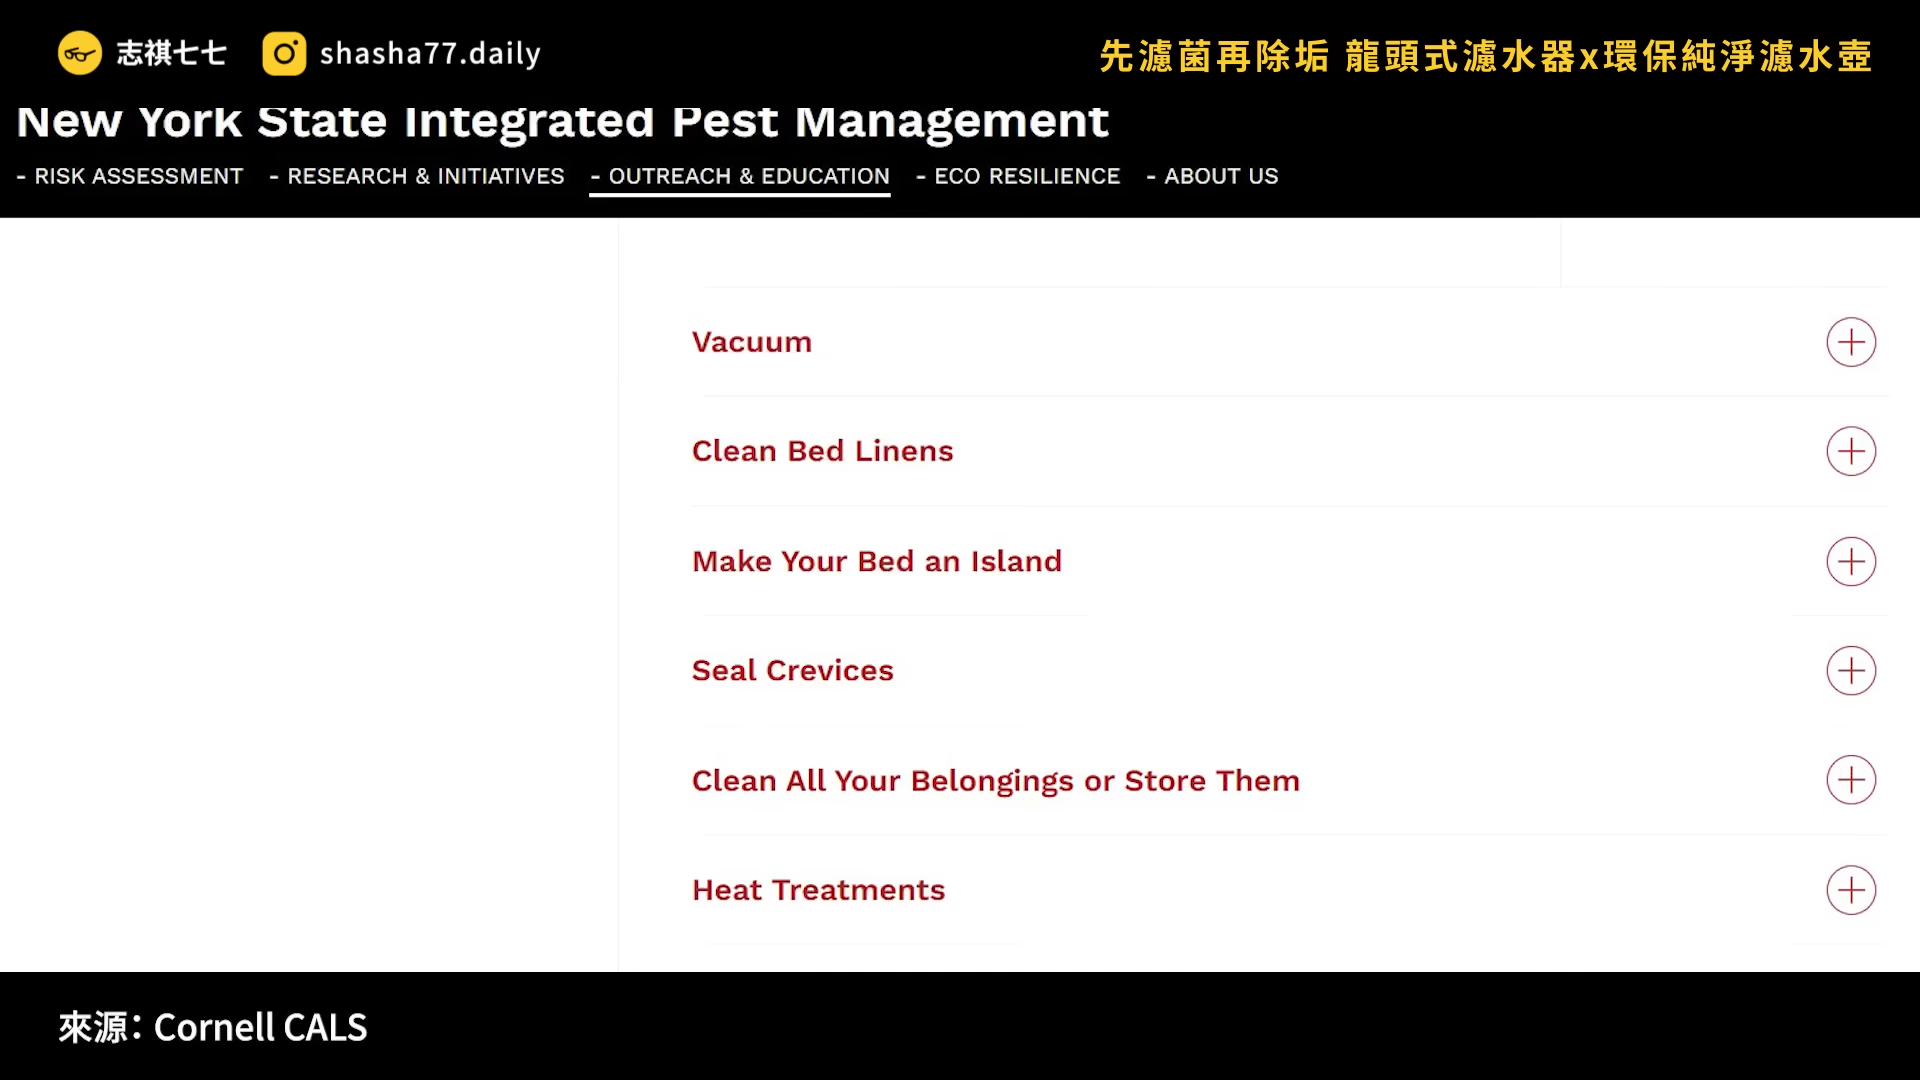 志祺七七 shasha77.daily
先濾菌再除垢 龍頭式濾水器x環保純淨濾水壺
New York State Integrated Pest Management
- RISK ASSESSMENT - RESEARCH & INITIATIVES - OUTREACH & EDUCATION - ECO RESILIENCE - ABOUT US
Vacuum
Clean Bed Linens
Make Your Bed an Island
Seal Crevices
Clean All Your Belongings or Store Them
Heat Treatments
來源：Cornell CALS